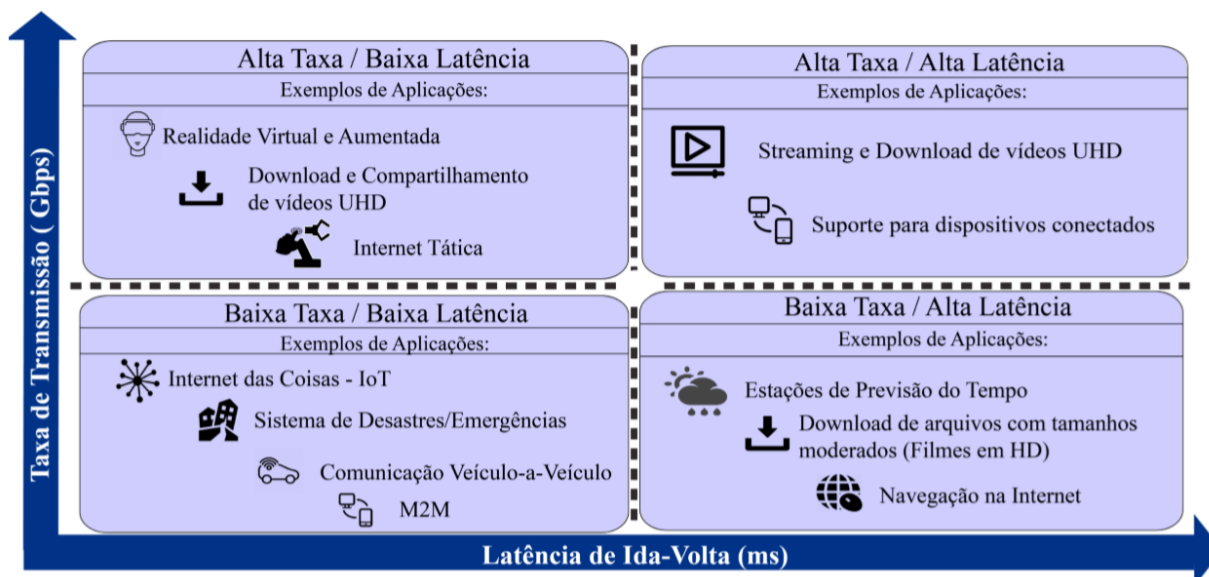 Taxa de Transmissão ( Gbps)
Alta Taxa / Baixa Latência
Exemplos de Aplicações:
Realidade Virtual e Aumentada
Download e Compartilhamento
de vídeos UHD
Internet Tática
Alta Taxa / Alta Latência
Exemplos de Aplicações:
Streaming e Download de vídeos UHD
Suporte para dispositivos conectados
Baixa Taxa / Baixa Latência
Exemplos de Aplicações:
Internet das Coisas - IoT
Sistema de Desastres/Emergências
Comunicação Veículo-a-Veículo
M2M
Baixa Taxa / Alta Latência
Exemplos de Aplicações:
Estações de Previsão do Tempo
Download de arquivos com tamanhos
moderados (Filmes em HD)
Navegação na Internet
Latência de Ida-Volta (ms)